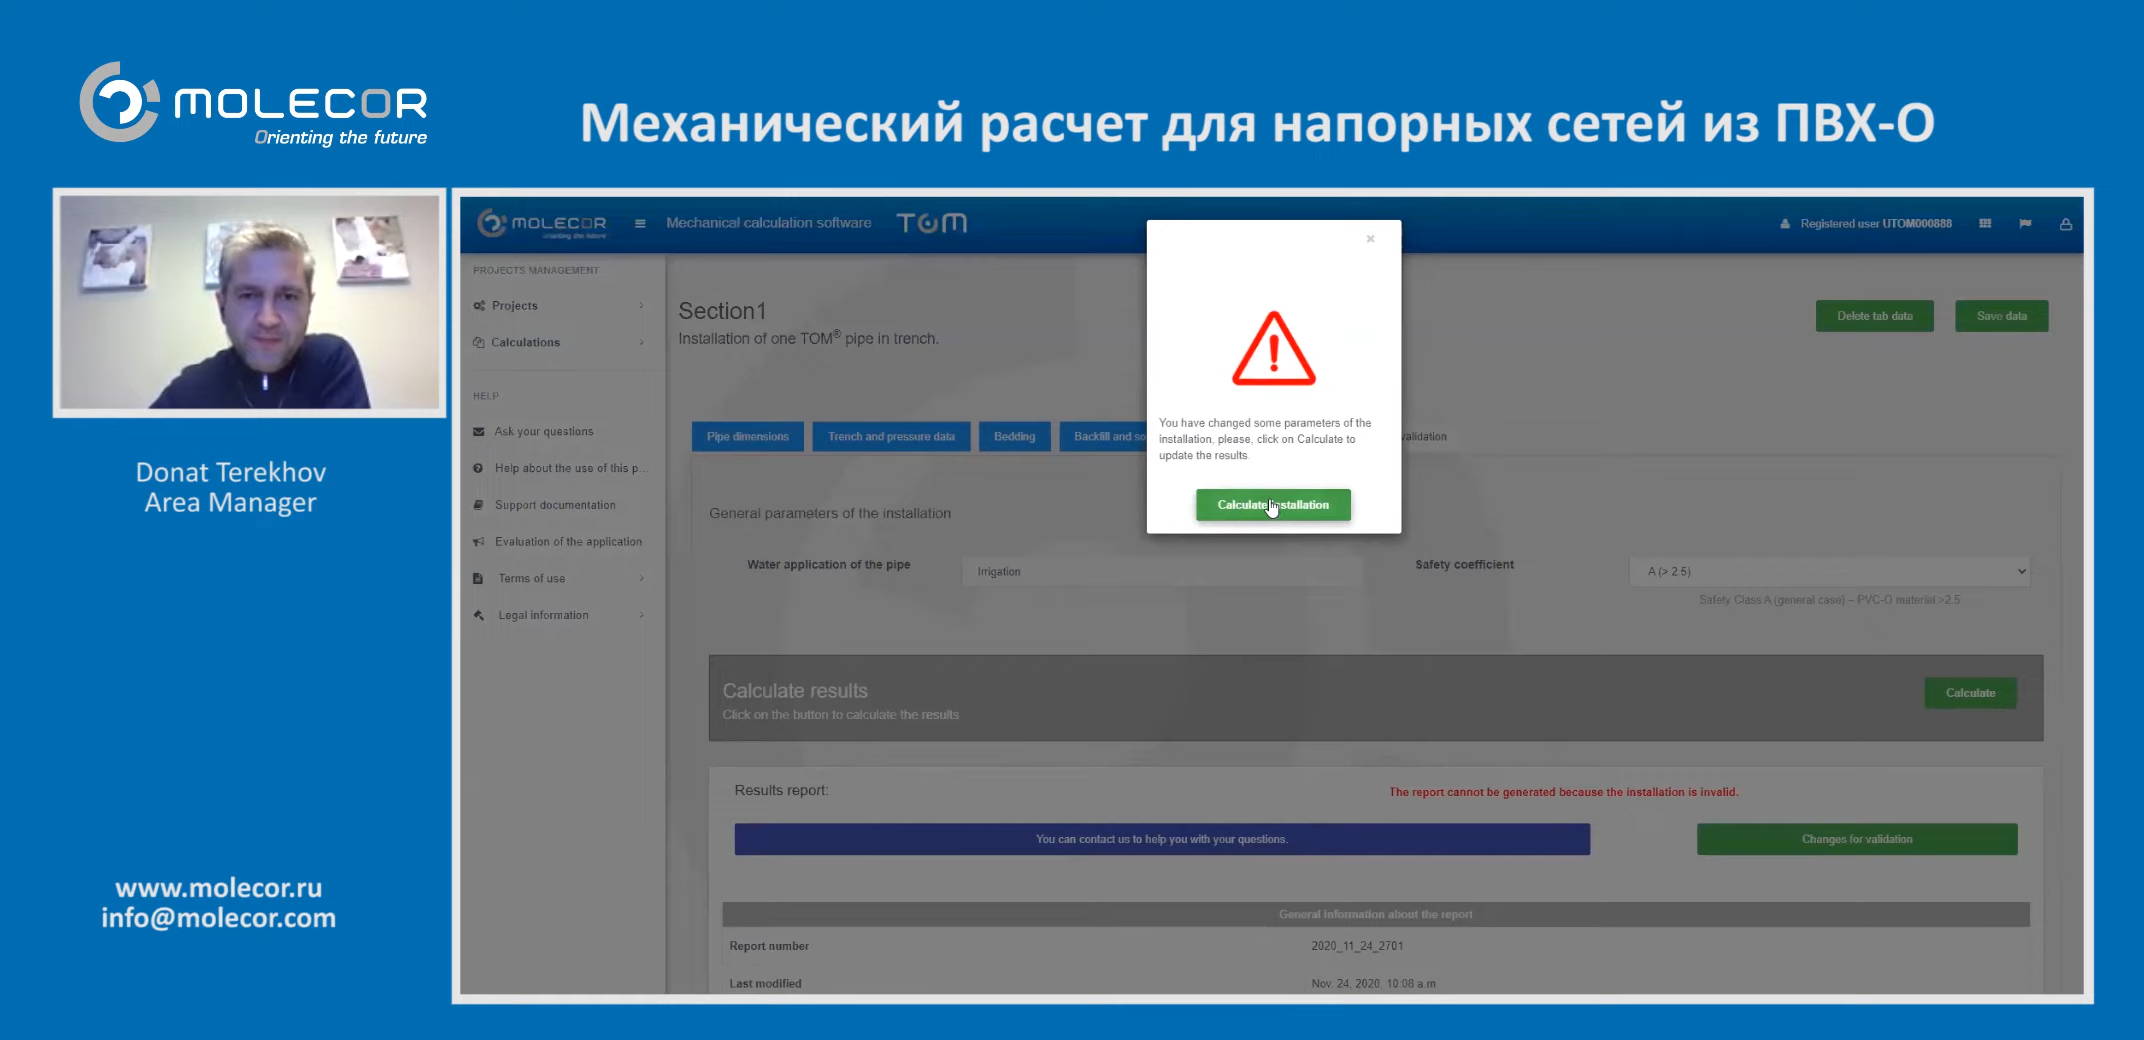 MOLECOR
Orienting the future
Механический расчет для напорных сетей из ПВХ-О
Donat Terekhov
Area Manager
www.molecor.ru
info@molecor.com
MOLECOR
Orienting the future
Mechanical calculation software
TOM
Registered user UTOM000888
PROJECTS MANAGEMENT
Projects
Calculations
HELP
Ask your questions
Help about the use of this p...
Support documentation
Evaluation of the application
Terms of use
Legal information
Section1
Installation of one TOM® pipe in trench.
Delete tab data
Save data
Pipe dimensions
Trench and pressure data
Bedding
Backfill and so
validation
You have changed some parameters of the
installation, please, click on Calculate to
update the results.
Calculate installation
General parameters of the installation
Water application of the pipe
Irrigation
Safety coefficient
A (> 2.5)
Safety Class A (general case) – PVC-O material >2.5
Calculate results
Click on the button to calculate the results
Calculate
Results report:
The report cannot be generated because the installation is invalid.
You can contact us to help you with your questions.
Changes for validation
General information about the report
Report number
2020_11_24_2701
Last modified
Nov. 24, 2020, 10:08 a.m